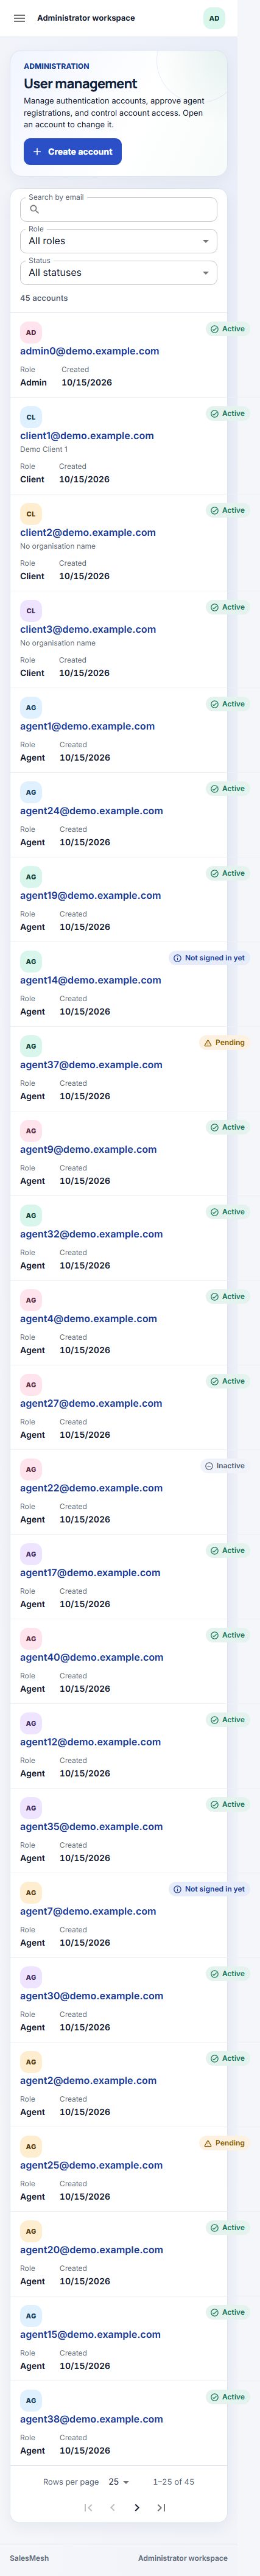 Administrator workspace
AD
ADMINISTRATION
User management
Manage authentication accounts, approve agent
registrations, and control account access. Open
an account to change it.
Create account
Search by email
Role
All roles
Status
All statuses
45 accounts
AD
Active
admin0@demo.example.com
Role Created
Admin 10/15/2026
CL
Active
client1@demo.example.com
Demo Client 1
Role Created
Client 10/15/2026
CL
Active
client2@demo.example.com
No organisation name
Role Created
Client 10/15/2026
CL
Active
client3@demo.example.com
No organisation name
Role Created
Client 10/15/2026
AG
Active
agent1@demo.example.com
Role Created
Agent 10/15/2026
AG
Active
agent24@demo.example.com
Role Created
Agent 10/15/2026
AG
Active
agent19@demo.example.com
Role Created
Agent 10/15/2026
AG
Not signed in yet
agent14@demo.example.com
Role Created
Agent 10/15/2026
AG
Pending
agent37@demo.example.com
Role Created
Agent 10/15/2026
AG
Active
agent9@demo.example.com
Role Created
Agent 10/15/2026
AG
Active
agent32@demo.example.com
Role Created
Agent 10/15/2026
AG
Active
agent4@demo.example.com
Role Created
Agent 10/15/2026
AG
Active
agent27@demo.example.com
Role Created
Agent 10/15/2026
AG
Inactive
agent22@demo.example.com
Role Created
Agent 10/15/2026
AG
Active
agent17@demo.example.com
Role Created
Agent 10/15/2026
AG
Active
agent40@demo.example.com
Role Created
Agent 10/15/2026
AG
Active
agent12@demo.example.com
Role Created
Agent 10/15/2026
AG
Active
agent35@demo.example.com
Role Created
Agent 10/15/2026
AG
Not signed in yet
agent7@demo.example.com
Role Created
Agent 10/15/2026
AG
Active
agent30@demo.example.com
Role Created
Agent 10/15/2026
AG
Active
agent2@demo.example.com
Role Created
Agent 10/15/2026
AG
Pending
agent25@demo.example.com
Role Created
Agent 10/15/2026
AG
Active
agent20@demo.example.com
Role Created
Agent 10/15/2026
AG
Active
agent15@demo.example.com
Role Created
Agent 10/15/2026
AG
Active
agent38@demo.example.com
Role Created
Agent 10/15/2026
Rows per page 25 1–25 of 45
SalesMesh Administrator workspace